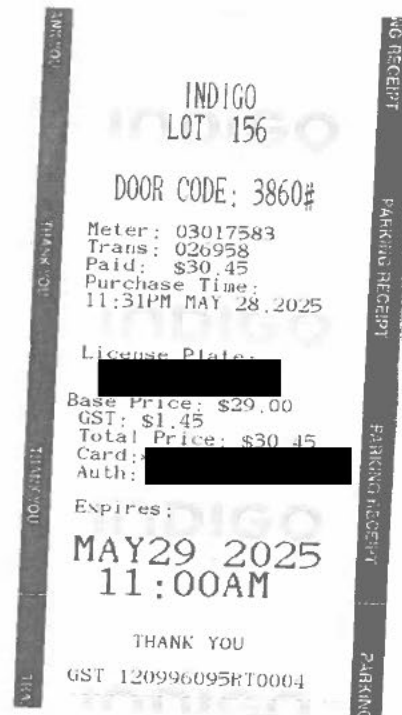 INDIGO
LOT 156
DOOR CODE: 3860#
Meter: 03017583
Trans: 026958
Paid: $30.45
Purchase Time:
11:31PM MAY 28,2025
License Plate:
Base Price: $29.00
GST: $1.45
Total Price: $30.45
Card:
Auth:
Expires:
MAY29 2025
11:00AM
THANK YOU
GST 120996095RT0004
THANK YOU
THANK YOU
PARKING RECEIPT
PARKING RECEIPT
PARKING